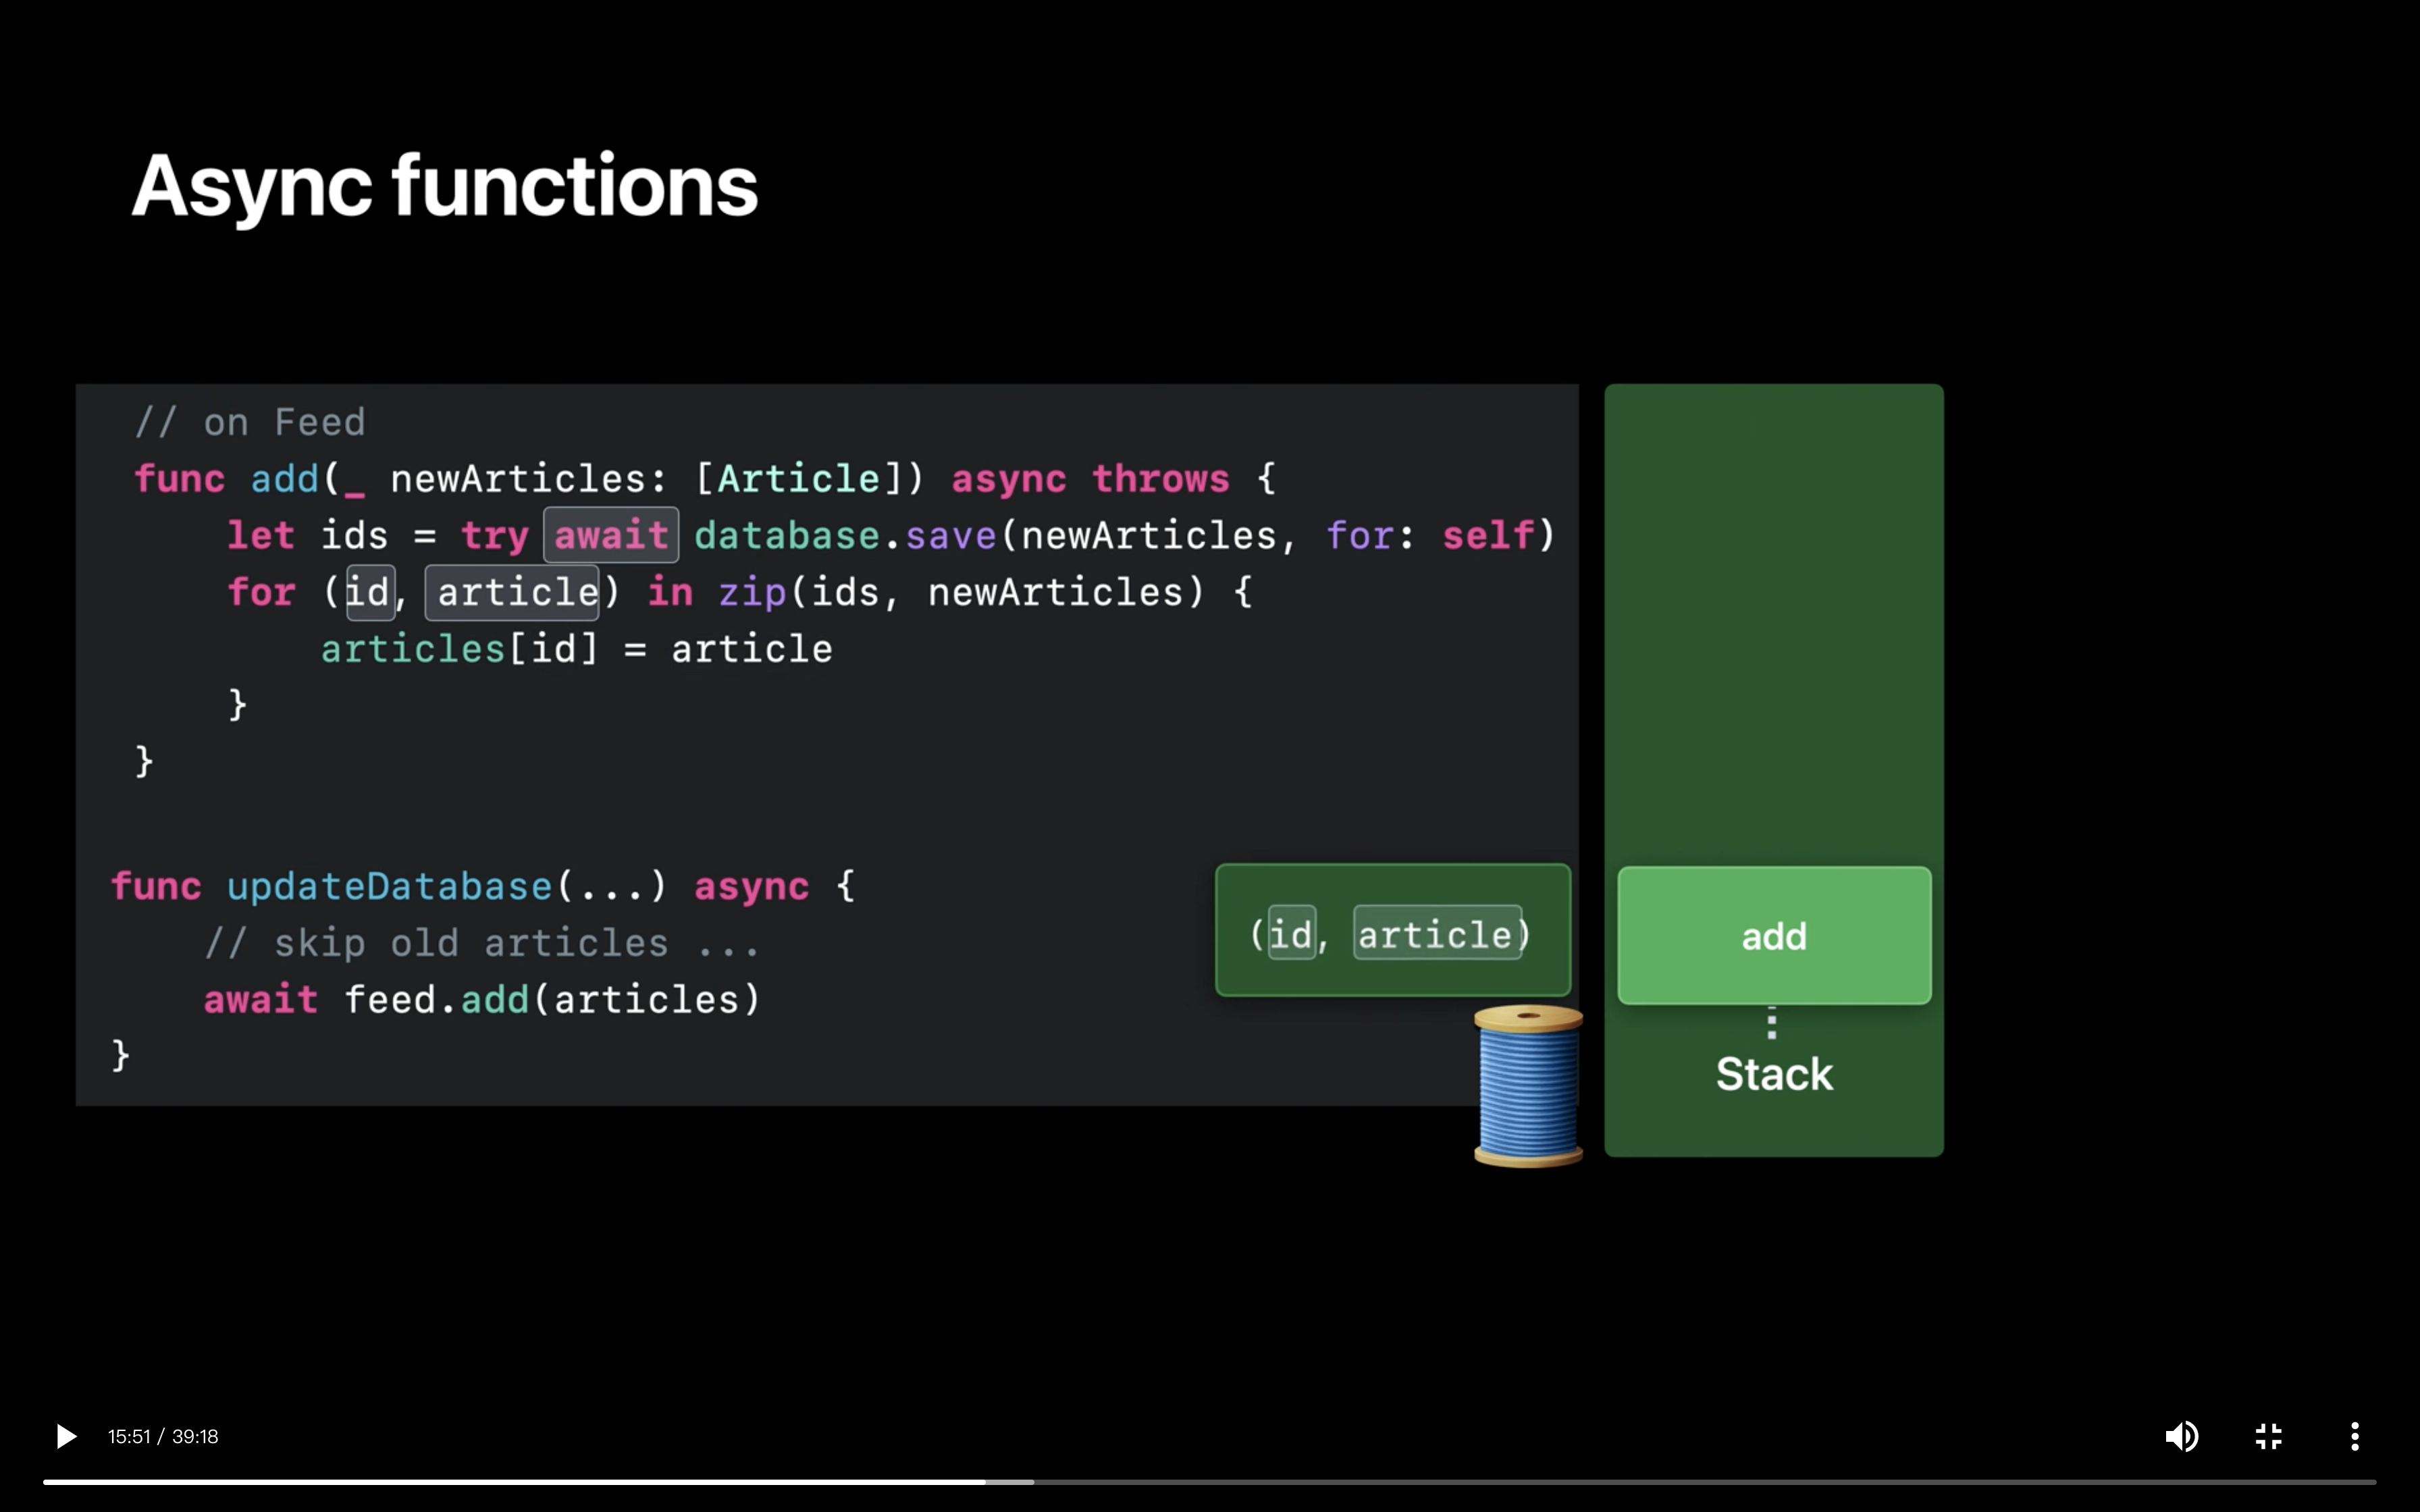 Async functions
// on Feed
func add(_ newArticles: [Article]) async throws {
let ids = try await database.save(newArticles, for: self)
for (id, article) in zip(ids, newArticles) {
articles[id] = article
}
}
func updateDatabase(...) async {
// skip old articles ...
await feed.add(articles)
}
(id, article)
add
Stack
15:51 / 39:18